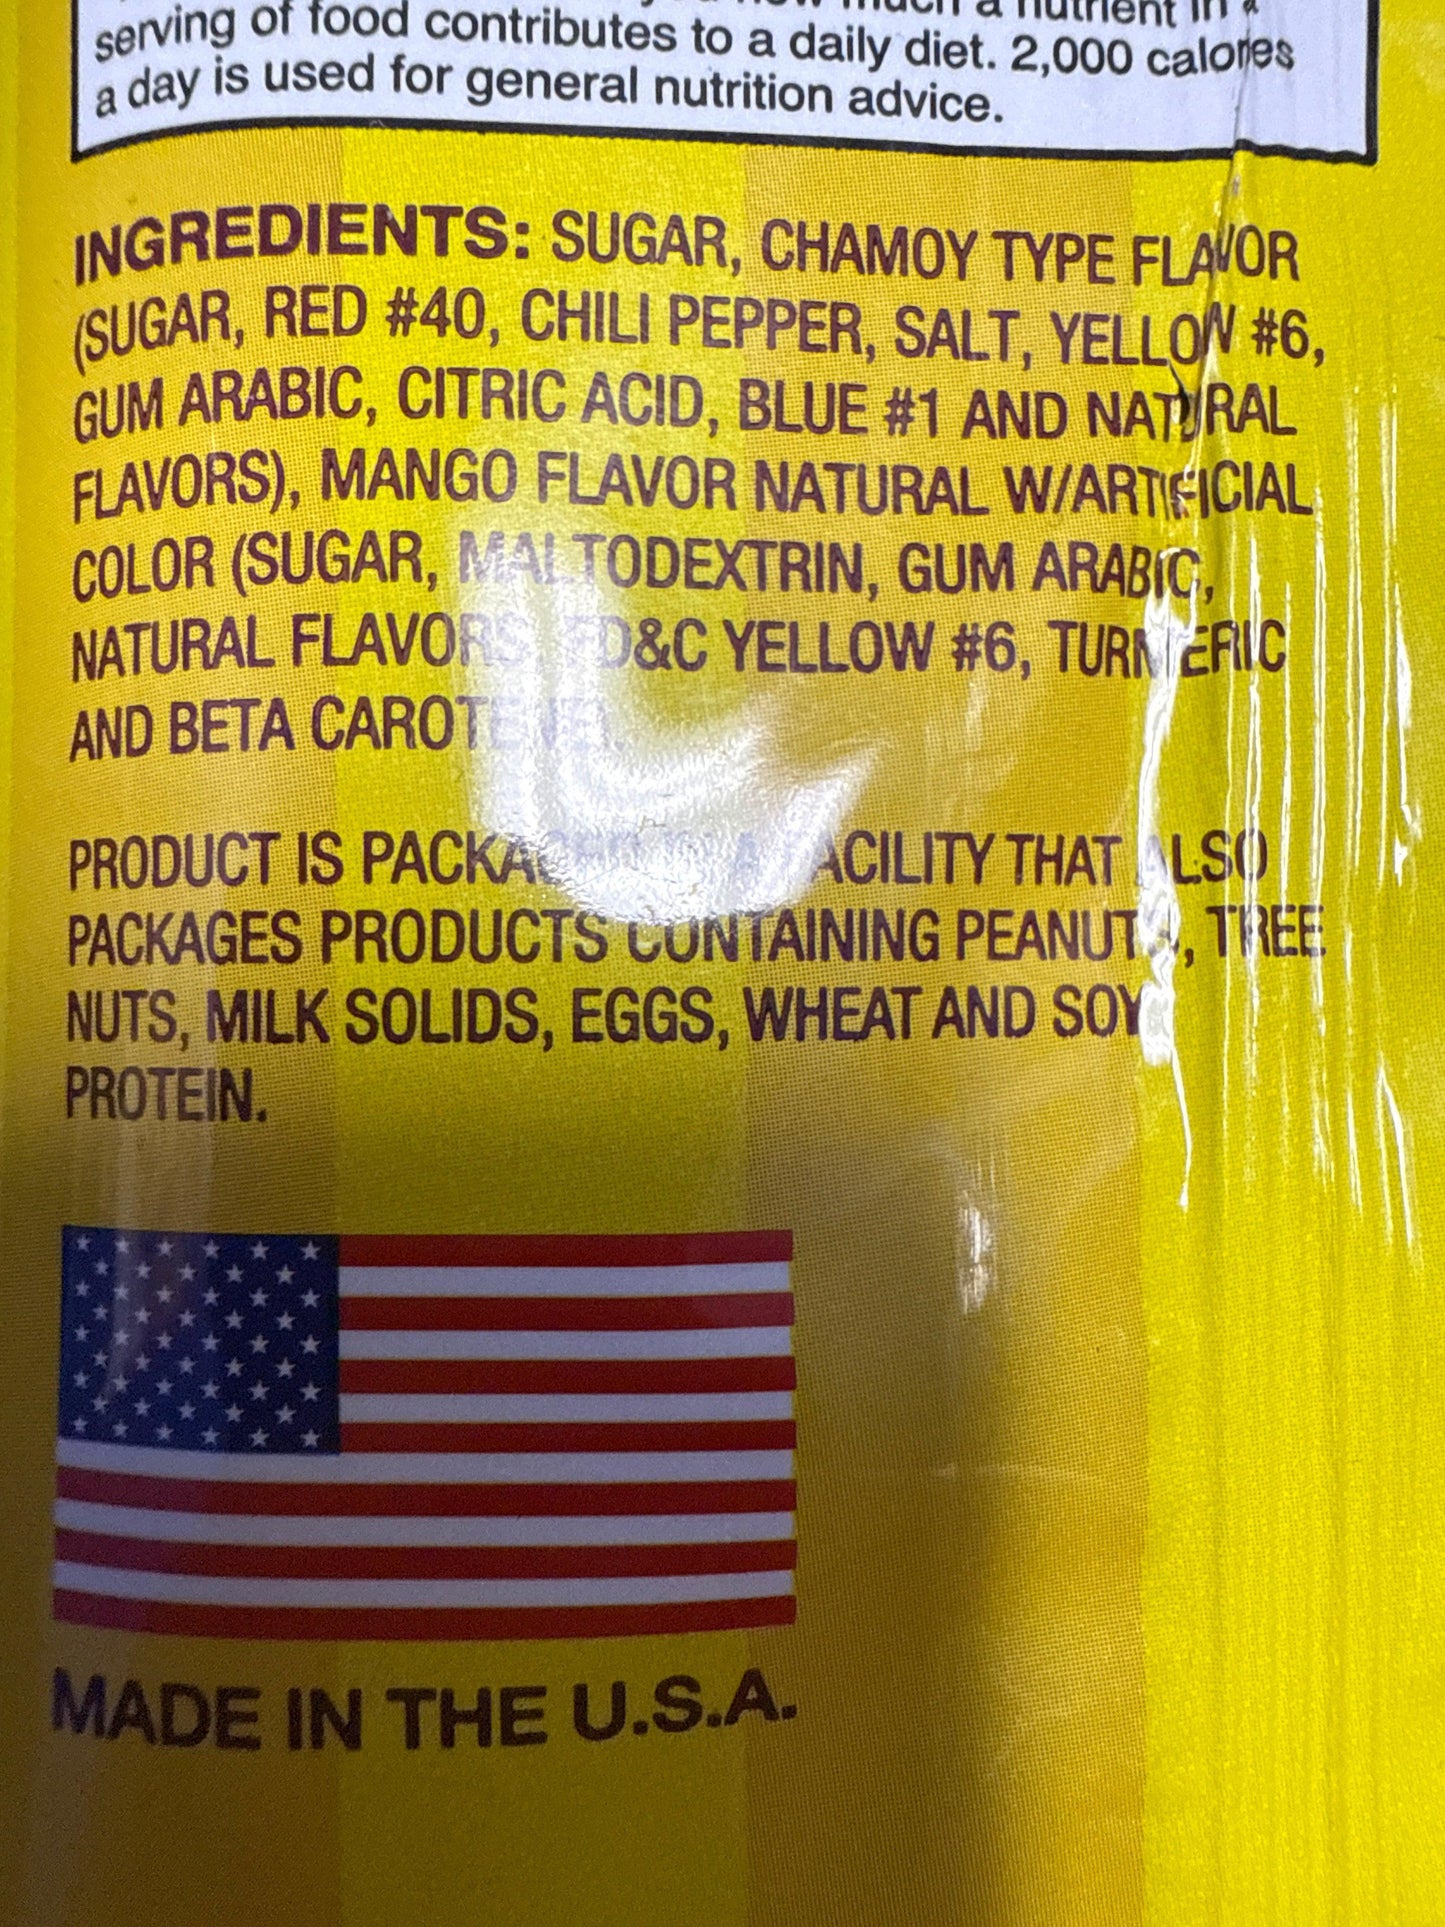 much a nutrient in a
serving of food contributes to a daily diet. 2,000 calories
a day is used for general nutrition advice.
INGREDIENTS: SUGAR, CHAMOY TYPE FLAVOR
(SUGAR, RED #40, CHILI PEPPER, SALT, YELLOW #6,
GUM ARABIC, CITRIC ACID, BLUE #1 AND NATURAL
FLAVORS), MANGO FLAVOR NATURAL W/ARTIFICIAL
COLOR (SUGAR, MALTODEXTRIN, GUM ARABIC,
NATURAL FLAVORS, FD&C YELLOW #6, TURMERIC
AND BETA CAROTENE).
PRODUCT IS PACKAGED IN A FACILITY THAT ALSO
PACKAGES PRODUCTS CONTAINING PEANUTS, TREE
NUTS, MILK SOLIDS, EGGS, WHEAT AND SOY
PROTEIN.
MADE IN THE U.S.A.